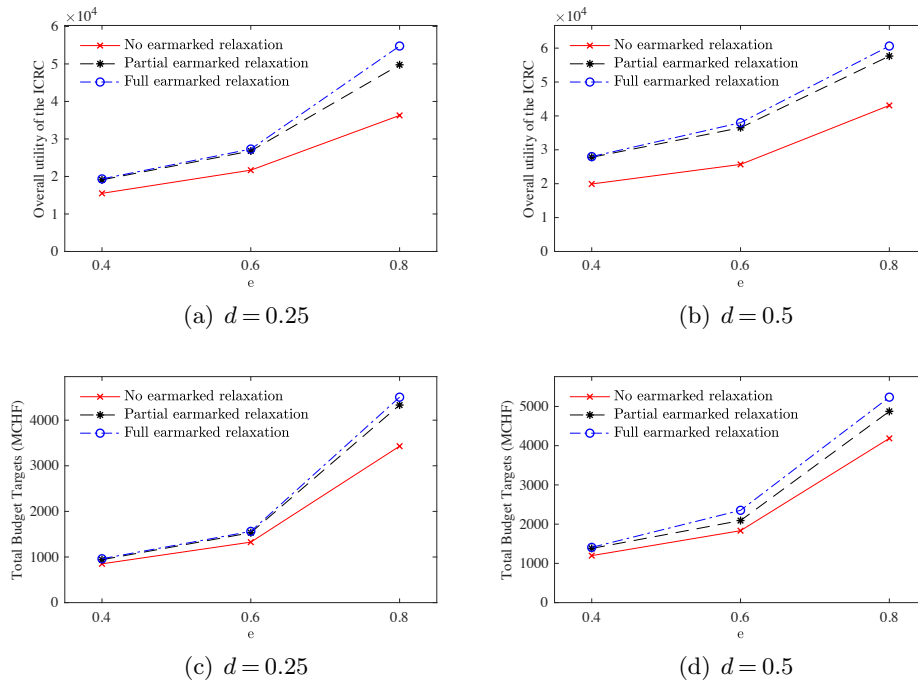 ×10⁴
6
5
4
3
2
1
0
Overall utility of the ICRC
No earmarked relaxation
Partial earmarked relaxation
Full earmarked relaxation
0.4 0.6 0.8
e
(a) d = 0.25
×10⁴
6
5
4
3
2
1
0
Overall utility of the ICRC
No earmarked relaxation
Partial earmarked relaxation
Full earmarked relaxation
0.4 0.6 0.8
e
(b) d = 0.5
4000
3000
2000
1000
0
Total Budget Targets (MCHF)
No earmarked relaxation
Partial earmarked relaxation
Full earmarked relaxation
0.4 0.6 0.8
e
(c) d = 0.25
5000
4000
3000
2000
1000
0
Total Budget Targets (MCHF)
No earmarked relaxation
Partial earmarked relaxation
Full earmarked relaxation
0.4 0.6 0.8
e
(d) d = 0.5